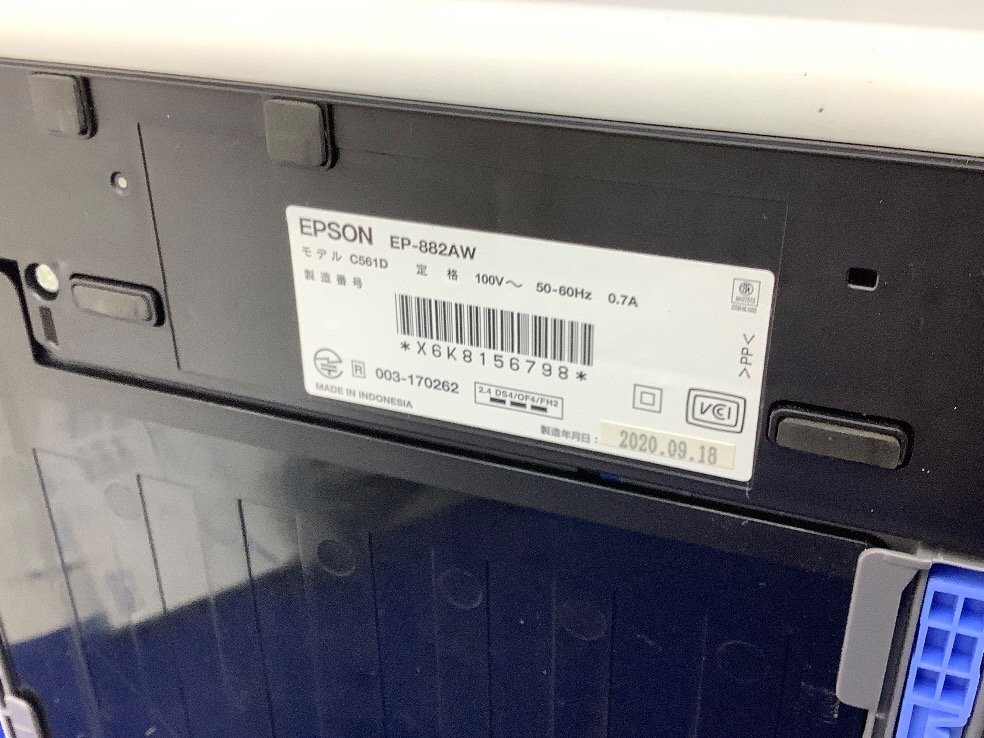 EPSON EP-882AW
モデル C561D 定 格 100V～ 50-60Hz 0.7A
製造番号
*X6K8156798*
R 003-170262
2.4 DS4/OF4/FH2
MADE IN INDONESIA
>PP<
VCI
製造年月日: 2020.09.18